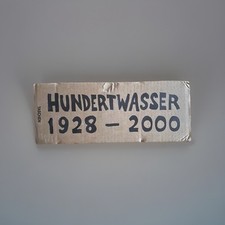 HUNDERTWASSER
1928 – 2000